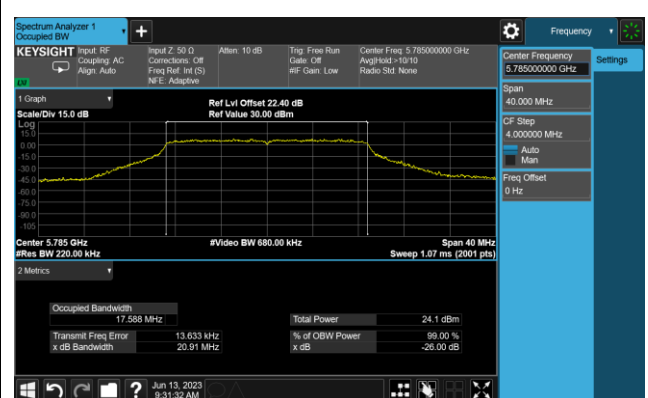 Spectrum Analyzer 1
Occupied BW
Frequency
KEYSIGHT
Input: RF
Coupling: AC
Align: Auto
Input Z: 50 Ω
Corrections: Off
Freq Ref: Int (S)
NFE: Adaptive
Atten: 10 dB
Trig: Free Run
Gate: Off
#IF Gain: Low
Center Freq: 5.785000000 GHz
Avg|Hold:>10/10
Radio Std: None
Center Frequency
5.785000000 GHz
Settings
Span
40.000 MHz
CF Step
4.000000 MHz
Auto
Man
Freq Offset
0 Hz
1 Graph
Scale/Div 15.0 dB
Ref Lvl Offset 22.40 dB
Ref Value 30.00 dBm
Log
15.0
0.00
-15.0
-30.0
-45.0
-60.0
-75.0
-90.0
-105
Center 5.785 GHz
#Res BW 220.00 kHz
#Video BW 680.00 kHz
Span 40 MHz
Sweep 1.07 ms (2001 pts)
2 Metrics
Occupied Bandwidth
17.588 MHz
Total Power 24.1 dBm
Transmit Freq Error 13.633 kHz
% of OBW Power 99.00 %
x dB Bandwidth 20.91 MHz
x dB -26.00 dB
?
Jun 13, 2023
9:31:32 AM